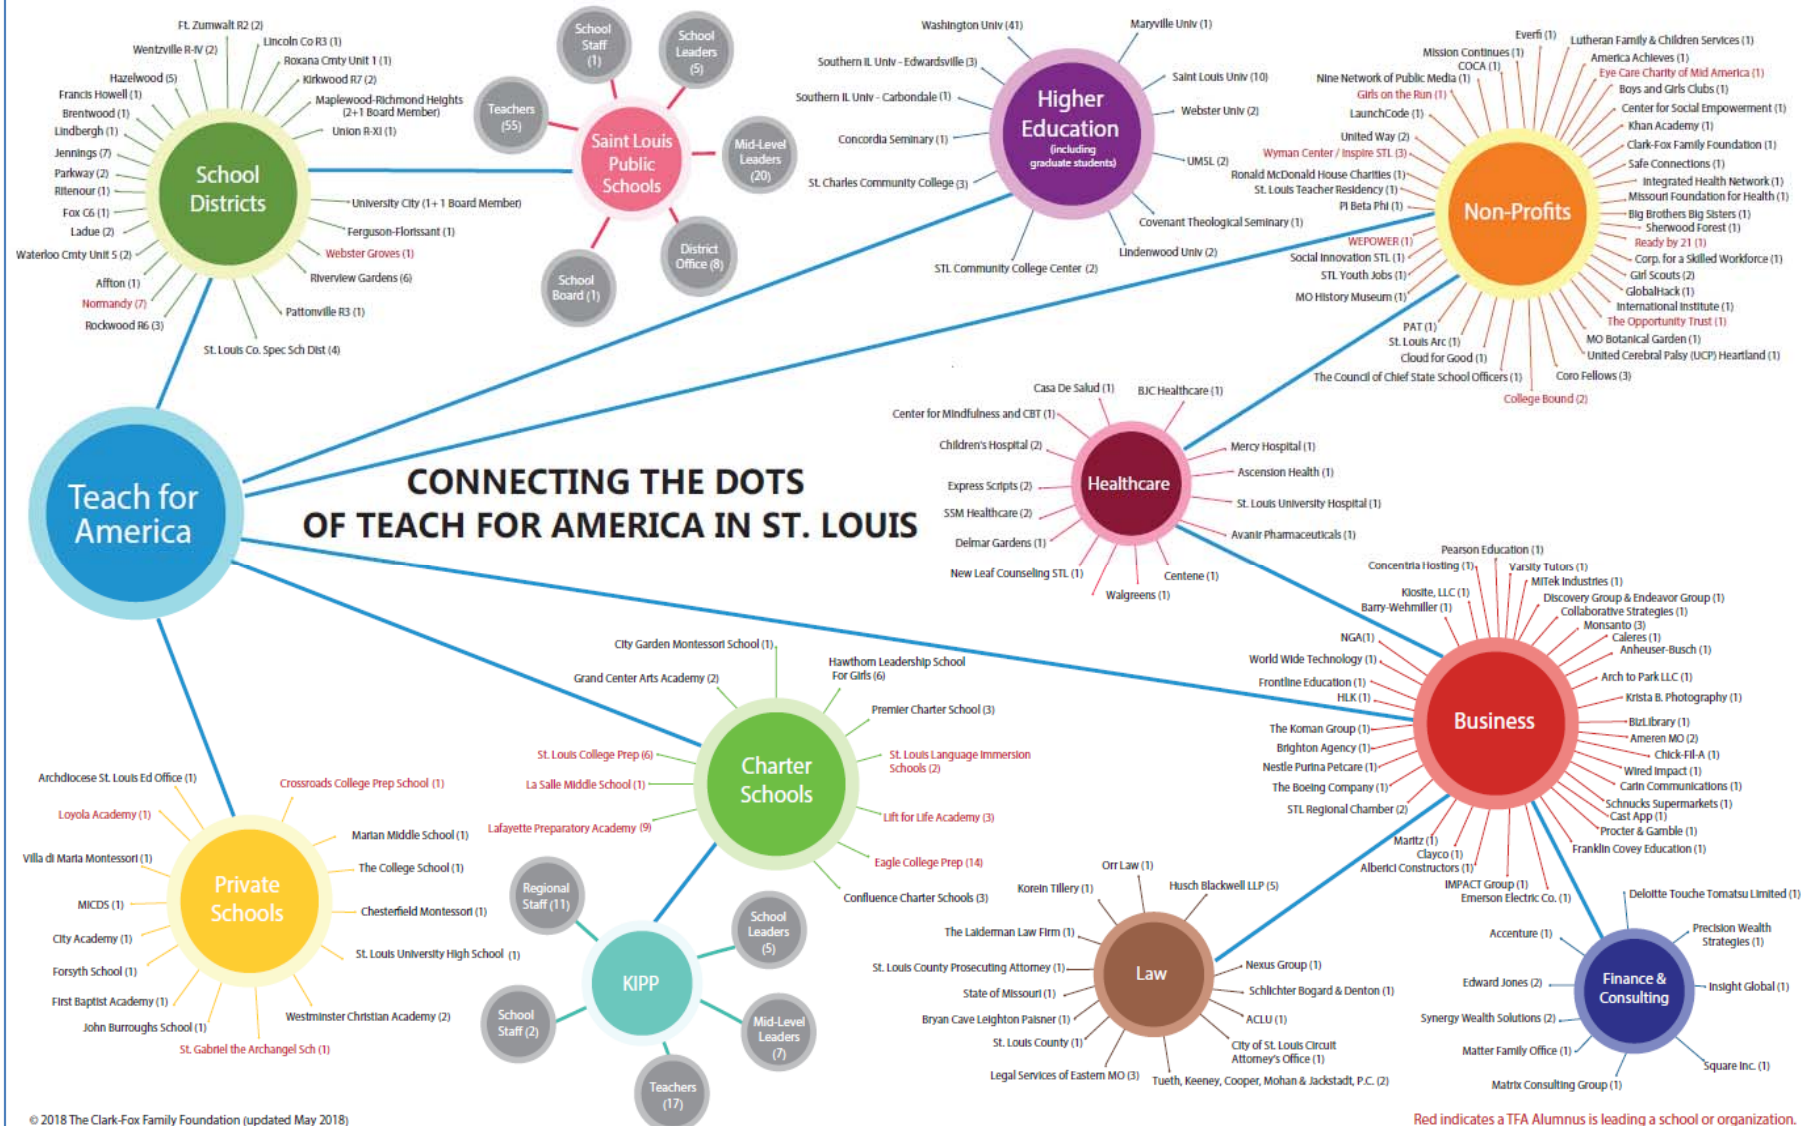 Ft. Zumwalt R2 (2)
Lincoln Co R3 (1)
Wentzville R-IV (2)
Roxana Cmty Unit 1 (1)
Hazelwood (5)
Kirkwood R7 (2)
Francis Howell (1)
Maplewood-Richmond Heights
(2+1 Board Member)
Brentwood (1)
Lindbergh (1)
Union R-XI (1)
Jennings (7)
Parkway (2)
Ritenour (1)
School
Districts
University City (1+ 1 Board Member)
Fox C6 (1)
Ladue (2)
Ferguson-Florissant (1)
Waterloo Cmty Unit 5 (2)
Webster Groves (1)
Affton (1)
Riverview Gardens (6)
Normandy (7)
Pattonville R3 (1)
Rockwood R6 (3)
St. Louis Co. Spec Sch Dist (4)
School
Staff
(1)
School
Leaders
(5)
Teachers
(55)
Saint Louis
Public
Schools
Mid-Level
Leaders
(20)
District
Office (8)
School
Board (1)
Washington Univ (41)
Maryville Univ (1)
Southern IL Univ - Edwardsville (3)
Saint Louis Univ (10)
Southern IL Univ - Carbondale (1)
Webster Univ (2)
Higher
Education
(including
graduate students)
Concordia Seminary (1)
UMSL (2)
St. Charles Community College (3)
Covenant Theological Seminary (1)
Lindenwood Univ (2)
STL Community College Center (2)
Everfi (1)
Lutheran Family & Children Services (1)
Mission Continues (1)
America Achieves (1)
COCA (1)
Eye Care Charity of Mid America (1)
Nine Network of Public Media (1)
Boys and Girls Clubs (1)
Girls on the Run (1)
Center for Social Empowerment (1)
LaunchCode (1)
Khan Academy (1)
United Way (2)
Clark-Fox Family Foundation (1)
Wyman Center / Inspire STL (3)
Safe Connections (1)
Ronald McDonald House Charities (1)
Integrated Health Network (1)
St. Louis Teacher Residency (1)
Missouri Foundation for Health (1)
Pi Beta Phi (1)
Non-Profits
Big Brothers Big Sisters (1)
Sherwood Forest (1)
WEPOWER (1)
Ready by 21 (1)
Social Innovation STL (1)
Corp. for a Skilled Workforce (1)
STL Youth Jobs (1)
Girl Scouts (2)
MO History Museum (1)
GlobalHack (1)
International Institute (1)
PAT (1)
The Opportunity Trust (1)
St. Louis Arc (1)
MO Botanical Garden (1)
Cloud for Good (1)
United Cerebral Palsy (UCP) Heartland (1)
The Council of Chief State School Officers (1)
Coro Fellows (3)
College Bound (2)
Teach for
America
CONNECTING THE DOTS
OF TEACH FOR AMERICA IN ST. LOUIS
Casa De Salud (1)
BJC Healthcare (1)
Center for Mindfulness and CBT (1)
Children's Hospital (2)
Mercy Hospital (1)
Ascension Health (1)
Healthcare
Express Scripts (2)
St. Louis University Hospital (1)
SSM Healthcare (2)
Avanir Pharmaceuticals (1)
Delmar Gardens (1)
New Leaf Counseling STL (1)
Centene (1)
Walgreens (1)
Pearson Education (1)
Concentria Hosting (1)
Varsity Tutors (1)
MiTek Industries (1)
Klosite, LLC (1)
Discovery Group & Endeavor Group (1)
Barry-Wehmiller (1)
Collaborative Strategies (1)
Monsanto (3)
NGA(1)
Caleres (1)
Anheuser-Busch (1)
World Wide Technology (1)
Arch to Park LLC (1)
Frontline Education (1)
Krista B. Photography (1)
HLK (1)
Business
BizLibrary (1)
The Koman Group (1)
Ameren MO (2)
Brighton Agency (1)
Chick-Fil-A (1)
Nestle Purina Petcare (1)
Wired Impact (1)
The Boeing Company (1)
Carin Communications (1)
STL Regional Chamber (2)
Schnucks Supermarkets (1)
Cast App (1)
Procter & Gamble (1)
Maritz (1)
Franklin Covey Education (1)
Clayco (1)
Alberici Constructors (1)
IMPACT Group (1)
Emerson Electric Co. (1)
City Garden Montessori School (1)
Hawthorn Leadership School
For Girls (6)
Grand Center Arts Academy (2)
Premier Charter School (3)
St. Louis College Prep (6)
St. Louis Language Immersion
Schools (2)
Charter
Schools
La Salle Middle School (1)
Lift for Life Academy (3)
Lafayette Preparatory Academy (9)
Eagle College Prep (14)
Confluence Charter Schools (3)
Archdiocese St. Louis Ed Office (1)
Crossroads College Prep School (1)
Loyola Academy (1)
Marian Middle School (1)
Villa di Maria Montessori (1)
The College School (1)
Private
Schools
MICDS (1)
Chesterfield Montessori (1)
City Academy (1)
St. Louis University High School (1)
Forsyth School (1)
First Baptist Academy (1)
Westminster Christian Academy (2)
John Burroughs School (1)
St. Gabriel the Archangel Sch (1)
Regional
Staff (11)
School
Leaders
(5)
KIPP
School
Staff (2)
Mid-Level
Leaders
(7)
Teachers
(17)
Orr Law (1)
Korein Tillery (1)
Husch Blackwell LLP (5)
The Laiderman Law Firm (1)
St. Louis County Prosecuting Attorney (1)
Law
Nexus Group (1)
State of Missouri (1)
Schlichter Bogard & Denton (1)
Bryan Cave Leighton Paisner (1)
ACLU (1)
St. Louis County (1)
City of St. Louis Circuit
Attorney's Office (1)
Legal Services of Eastern MO (3)
Tueth, Keeney, Cooper, Mohan & Jackstadt, P.C. (2)
Deloitte Touche Tomatsu Limited (1)
Accenture (1)
Precision Wealth
Strategies (1)
Edward Jones (2)
Finance &
Consulting
Insight Global (1)
Synergy Wealth Solutions (2)
Matter Family Office (1)
Square Inc. (1)
Matrix Consulting Group (1)
© 2018 The Clark-Fox Family Foundation (updated May 2018)
Red indicates a TFA Alumnus is leading a school or organization.